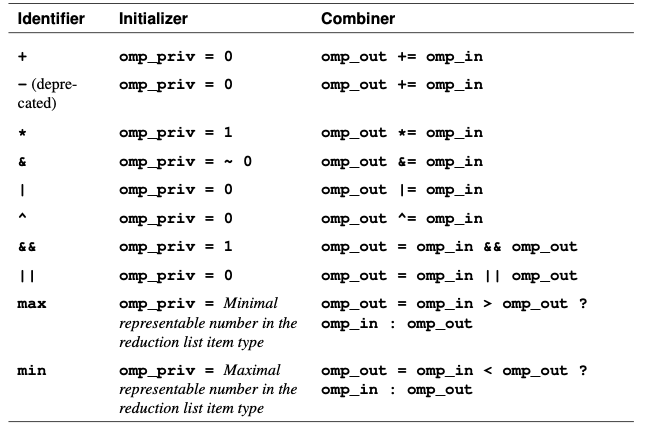 Identifier Initializer Combiner
+ omp_priv = 0 omp_out += omp_in
– (depre- omp_priv = 0 omp_out += omp_in
cated)
* omp_priv = 1 omp_out *= omp_in
& omp_priv = ~ 0 omp_out &= omp_in
| omp_priv = 0 omp_out |= omp_in
^ omp_priv = 0 omp_out ^= omp_in
&& omp_priv = 1 omp_out = omp_in && omp_out
|| omp_priv = 0 omp_out = omp_in || omp_out
max omp_priv = Minimal omp_out = omp_in > omp_out ?
representable number in the omp_in : omp_out
reduction list item type
min omp_priv = Maximal omp_out = omp_in < omp_out ?
representable number in the omp_in : omp_out
reduction list item type